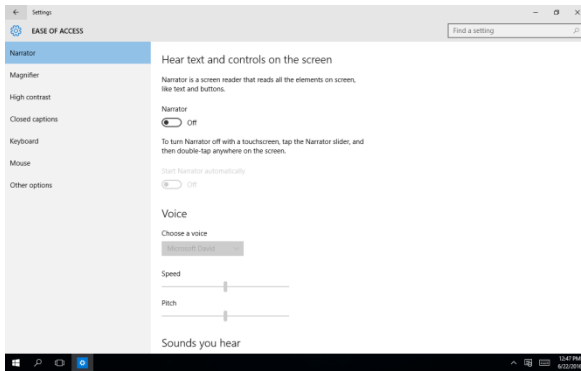 Settings
EASE OF ACCESS
Find a setting
Narrator
Magnifier
High contrast
Closed captions
Keyboard
Mouse
Other options
Hear text and controls on the screen
Narrator is a screen reader that reads all the elements on screen,
like text and buttons.
Narrator
Off
To turn Narrator off with a touchscreen, tap the Narrator slider, and
then double-tap anywhere on the screen.
Start Narrator automatically
Off
Voice
Choose a voice
Microsoft David
Speed
Pitch
Sounds you hear
12:47 PM